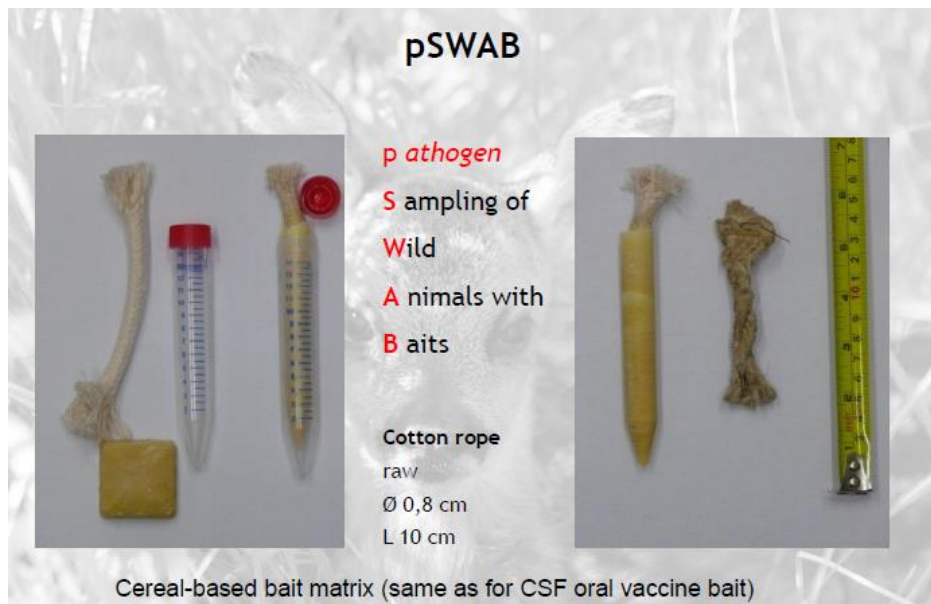 pSWAB
p athogen
S ampling of
Wild
A nimals with
B aits
Cotton rope
raw
Ø 0,8 cm
L 10 cm
Cereal-based bait matrix (same as for CSF oral vaccine bait)